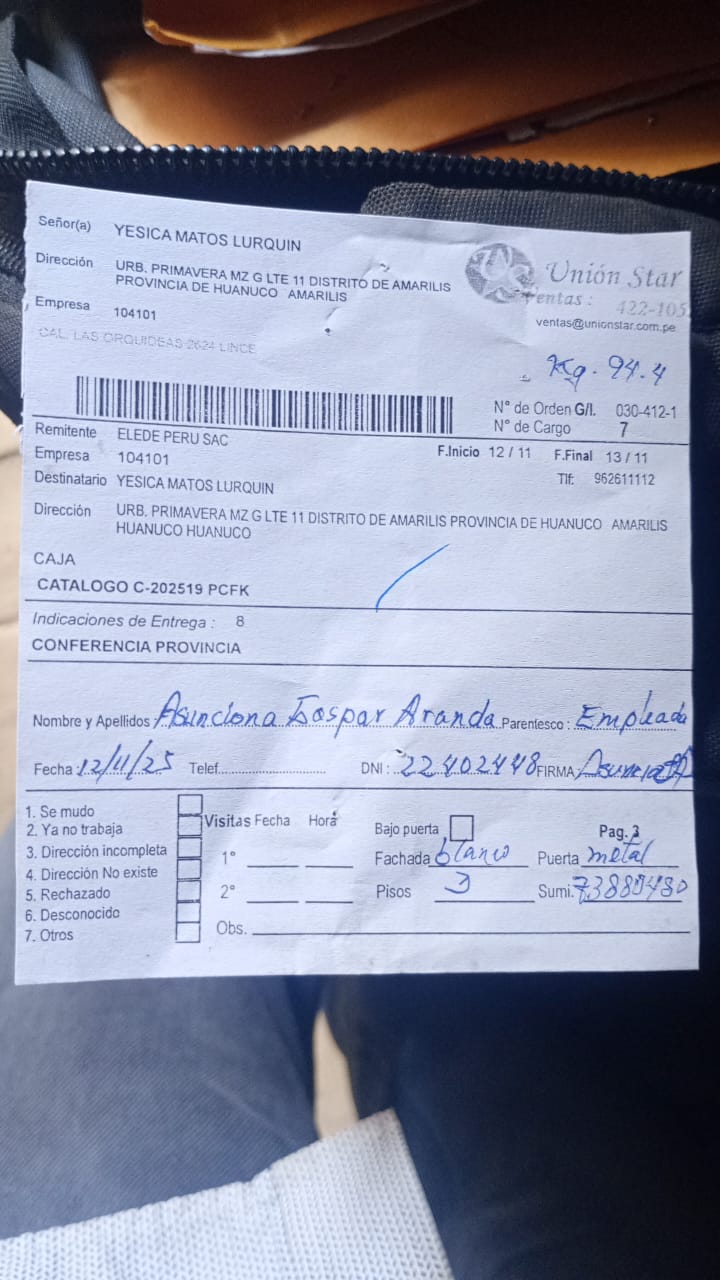 Señor(a) YESICA MATOS LURQUIN
Dirección URB. PRIMAVERA MZ G LTE 11 DISTRITO DE AMARILIS
PROVINCIA DE HUANUCO AMARILIS
Empresa 104101
CAL. LAS ORQUIDEAS 2624 LINCE
Unión Star
Ventas : 422-105
ventas@unionstar.com.pe
Kg. 94.4
N° de Orden G/I. 030-412-1
N° de Cargo 7
Remitente ELEDE PERU SAC
Empresa 104101 F.Inicio 12 / 11 F.Final 13 / 11
Destinatario YESICA MATOS LURQUIN Tlf: 962611112
Dirección URB. PRIMAVERA MZ G LTE 11 DISTRITO DE AMARILIS PROVINCIA DE HUANUCO AMARILIS
HUANUCO HUANUCO
CAJA
CATALOGO C-202519 PCFK
Indicaciones de Entrega : 8
CONFERENCIA PROVINCIA
Nombre y Apellidos Asunciona Gaspar Aranda Parentesco : Empleada
Fecha : 12/11/25 Telef. DNI : 22402448 FIRMA:
1. Se mudo
2. Ya no trabaja
3. Dirección incompleta
4. Dirección No existe
5. Rechazado
6. Desconocido
7. Otros
Visitas Fecha Hora
1°
2°
Obs.
Bajo puerta Pag. 3
Fachada blanco Puerta metal
Pisos 3 Sumi. 73880480